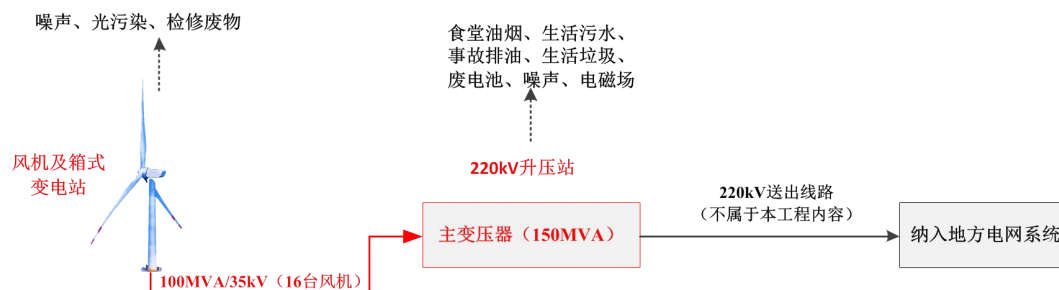 噪声、光污染、检修废物
食堂油烟、生活污水、
事故排油、生活垃圾、
废电池、噪声、电磁场
风机及箱式
变电站
220kV升压站
220kV送出线路
（不属于本工程内容）
主变压器（150MVA）
纳入地方电网系统
100MVA/35kV（16台风机）